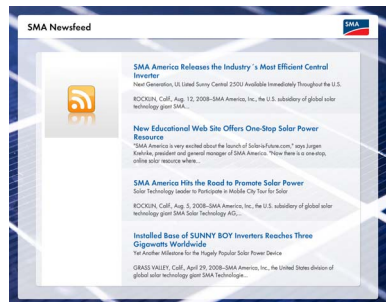 SMA Newsfeed
SMA
SMA America Releases the Industry´s Most Efficient Central
Inverter
Next Generation, UL Listed Sunny Central 250U Available Immediately Throughout the U.S.
ROCKLIN, Calif., Aug. 12, 2008–SMA America, Inc., the U.S. subsidiary of global solar
technology giant SMA...
New Educational Web Site Offers One-Stop Solar Power
Resource
"SMA America is very excited about the launch of Solar-is-Future.com," says Jurgen
Krehnke, president and general manager of SMA America. "Now there is a one-stop,
online solar resource where...
SMA America Hits the Road to Promote Solar Power
Solar Technology Leader to Participate in Mobile City Tour for Solar
ROCKLIN, Calif., Aug. 5, 2008–SMA America, Inc., the U.S. subsidiary of global solar
technology giant SMA Solar Technology AG,...
Installed Base of SUNNY BOY Inverters Reaches Three
Gigawatts Worldwide
Yet Another Milestone for the Hugely Popular Solar Power Device
GRASS VALLEY, Calif., April 29, 2008–SMA America, Inc., the United States division of
global solar technology giant SMA Technologie...